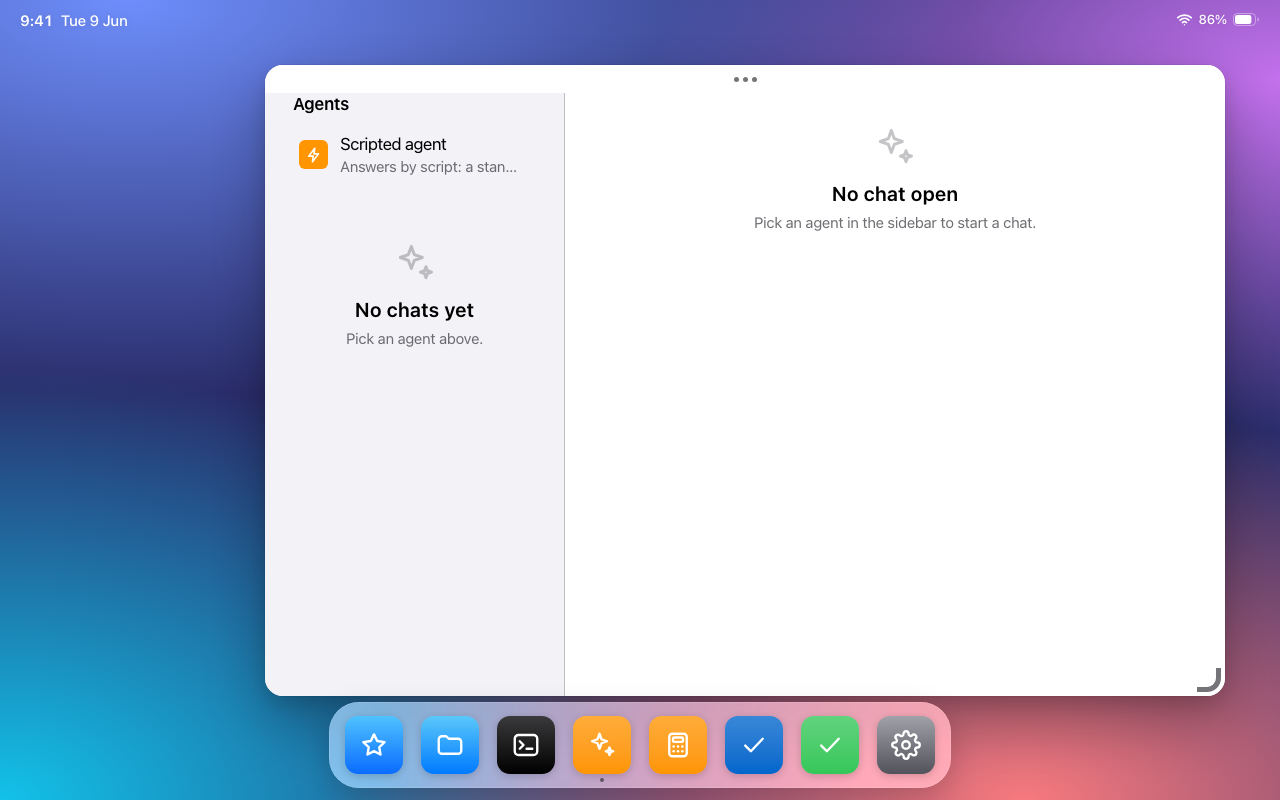 9:41 Tue 9 Jun
86%
Agents
Scripted agent
Answers by script: a stan...
No chats yet
Pick an agent above.
No chat open
Pick an agent in the sidebar to start a chat.